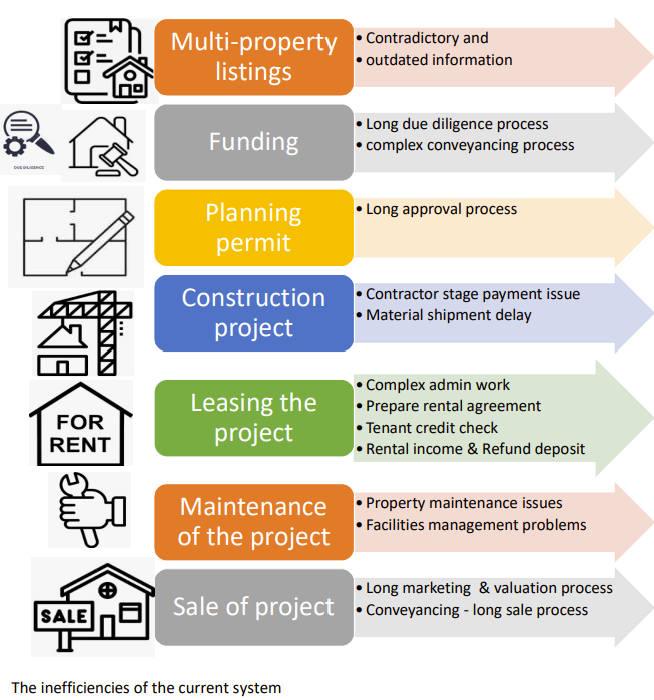 Multi-property
listings
• Contradictory and
• outdated information
DUE DILIGENCE
Funding
• Long due diligence process
• complex conveyancing process
Planning
permit
• Long approval process
Construction
project
• Contractor stage payment issue
• Material shipment delay
FOR
RENT
Leasing the
project
• Complex admin work
• Prepare rental agreement
• Tenant credit check
• Rental income & Refund deposit
Maintenance
of the project
• Property maintenance issues
• Facilities management problems
SALE
Sale of project
• Long marketing & valuation process
• Conveyancing - long sale process
The inefficiencies of the current system